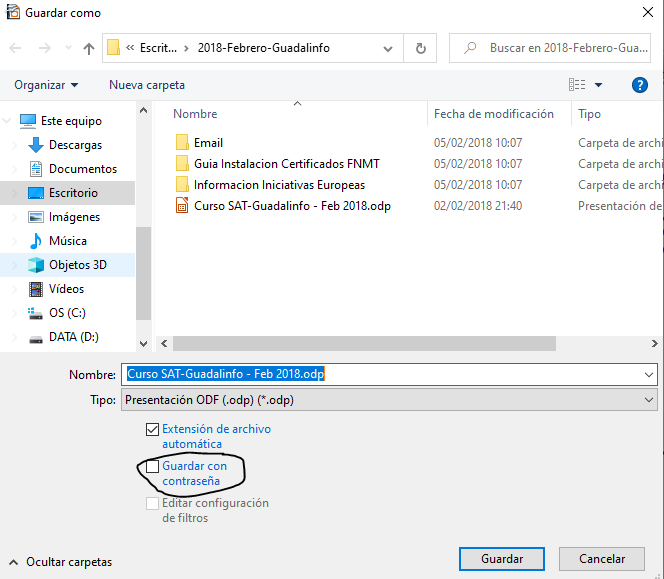 Guardar como
Escrit... 2018-Febrero-Guadalinfo
Buscar en 2018-Febrero-Gua...
Organizar Nueva carpeta
Nombre Fecha de modificación Tipo
Este equipo
Descargas
Documentos
Escritorio
Imágenes
Música
Objetos 3D
Vídeos
OS (C:)
DATA (D:)
Email 05/02/2018 10:07 Carpeta de archi
Guia Instalacion Certificados FNMT 05/02/2018 10:07 Carpeta de archi
Informacion Iniciativas Europeas 05/02/2018 10:07 Carpeta de archi
Curso SAT-Guadalinfo - Feb 2018.odp 02/02/2018 21:40 Presentación de
Nombre: Curso SAT-Guadalinfo - Feb 2018.odp
Tipo: Presentación ODF (.odp) (*.odp)
Extensión de archivo
automática
Guardar con
contraseña
Editar configuración
de filtros
Ocultar carpetas
Guardar Cancelar